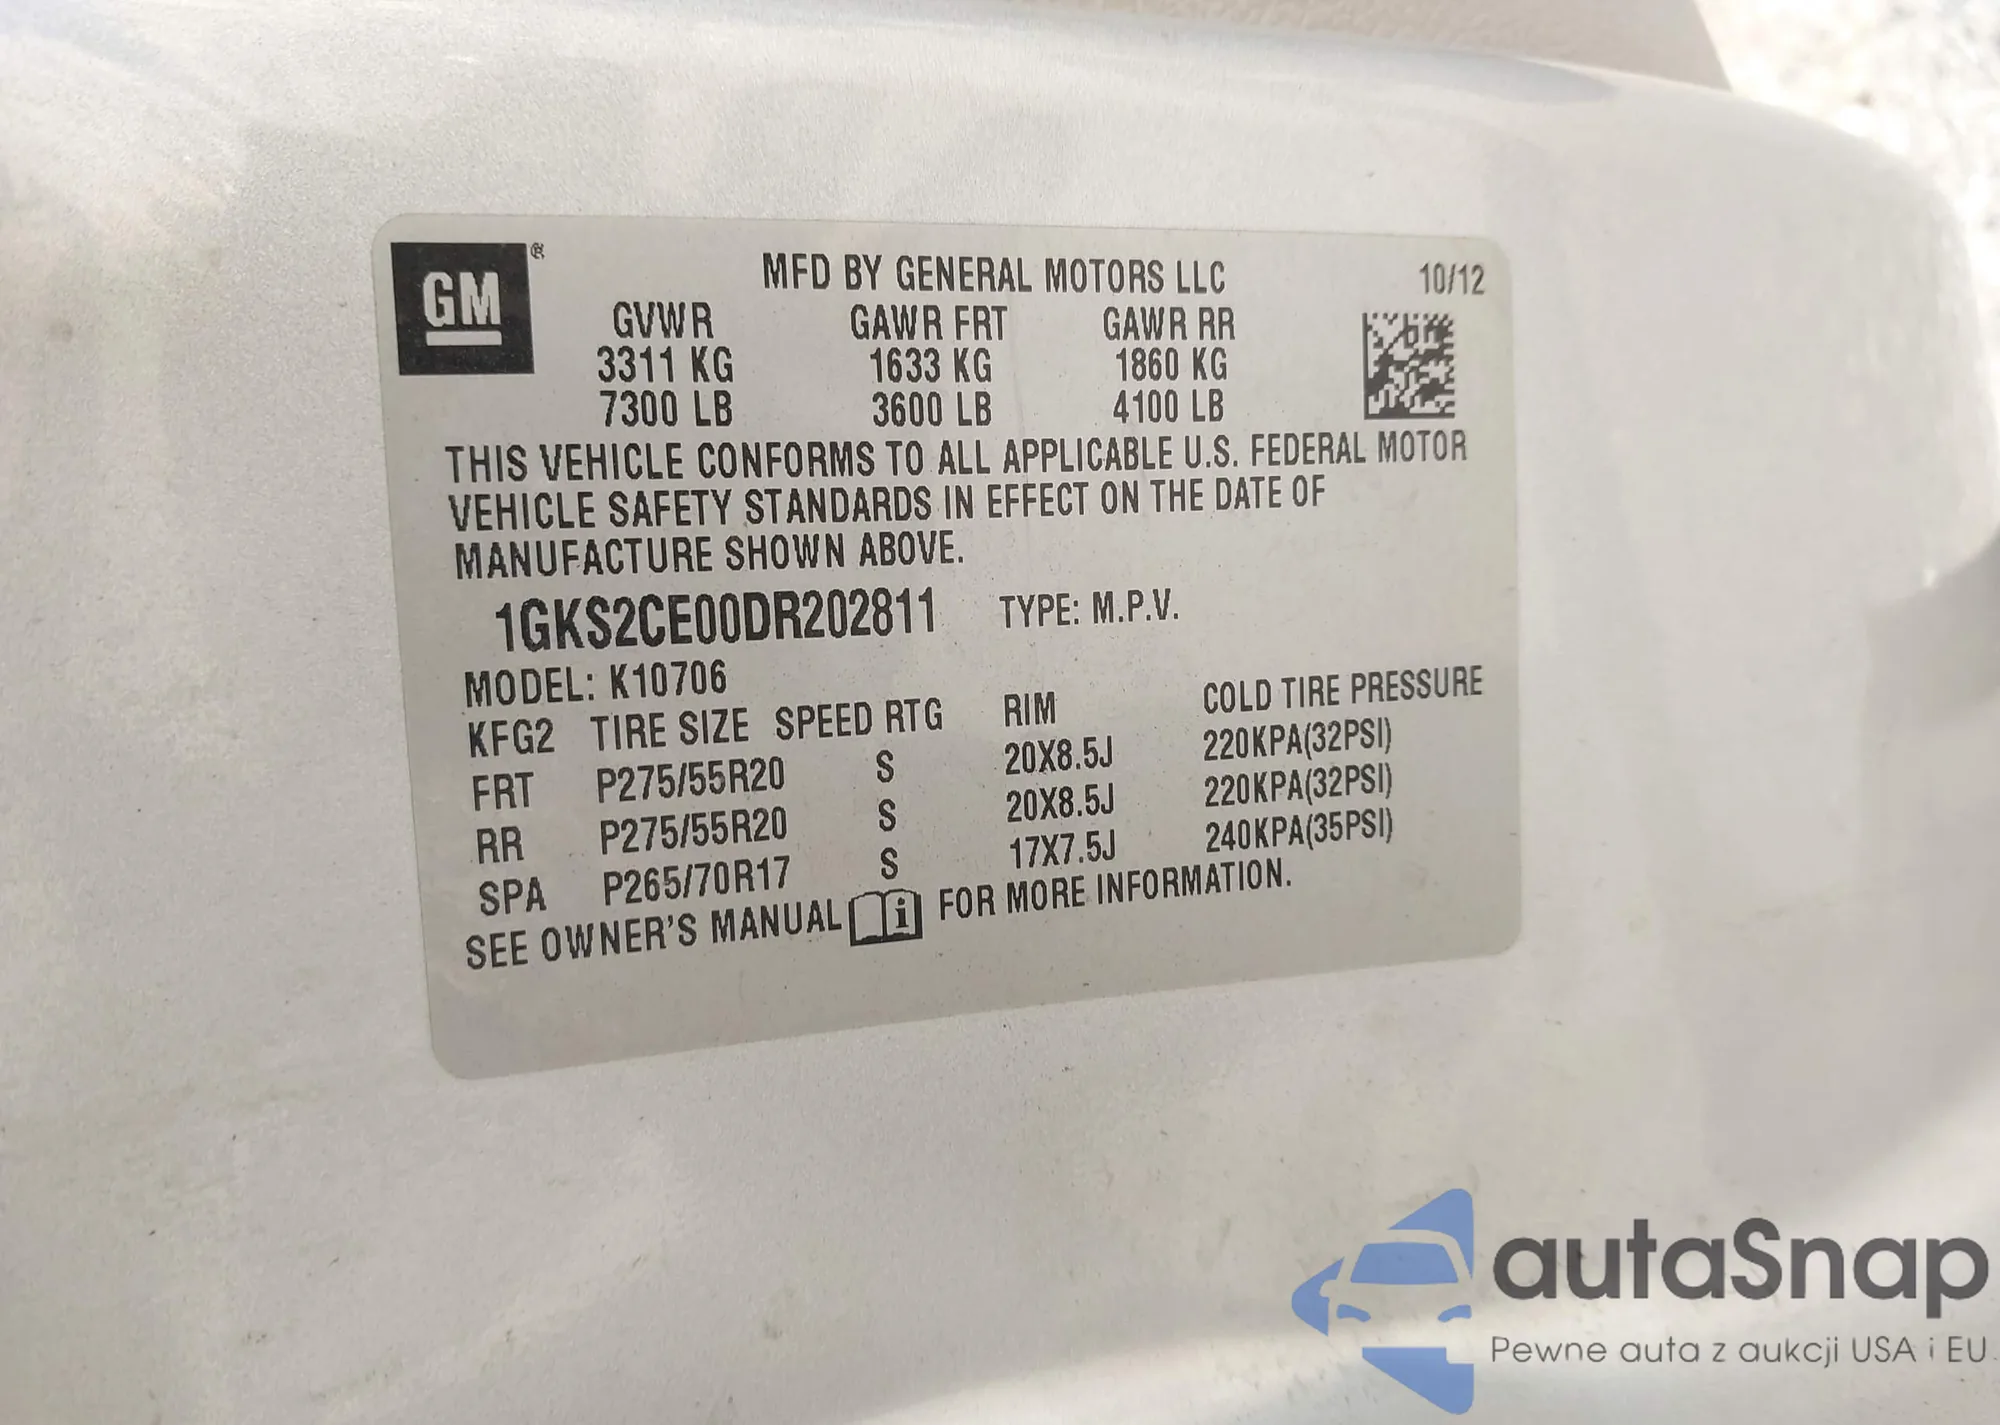 GM ®
MFD BY GENERAL MOTORS LLC 10/12
GVWR GAWR FRT GAWR RR
3311 KG 1633 KG 1860 KG
7300 LB 3600 LB 4100 LB
THIS VEHICLE CONFORMS TO ALL APPLICABLE U.S. FEDERAL MOTOR
VEHICLE SAFETY STANDARDS IN EFFECT ON THE DATE OF
MANUFACTURE SHOWN ABOVE.
1GKS2CE00DR202811 TYPE: M.P.V.
MODEL: K10706
KFG2 TIRE SIZE SPEED RTG RIM COLD TIRE PRESSURE
FRT P275/55R20 S 20X8.5J 220KPA(32PSI)
RR P275/55R20 S 20X8.5J 220KPA(32PSI)
SPA P265/70R17 S 17X7.5J 240KPA(35PSI)
SEE OWNER'S MANUAL i FOR MORE INFORMATION.
autaSnap
Pewne auta z aukcji USA i EU.